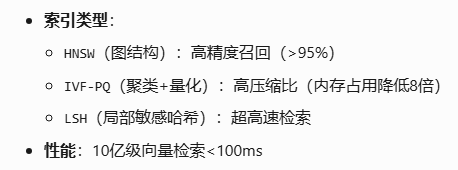 索引类型：
HNSW（图结构）：高精度召回（>95%）
IVF-PQ（聚类+量化）：高压缩比（内存占用降低8倍）
LSH（局部敏感哈希）：超高速检索
性能：10亿级向量检索<100ms